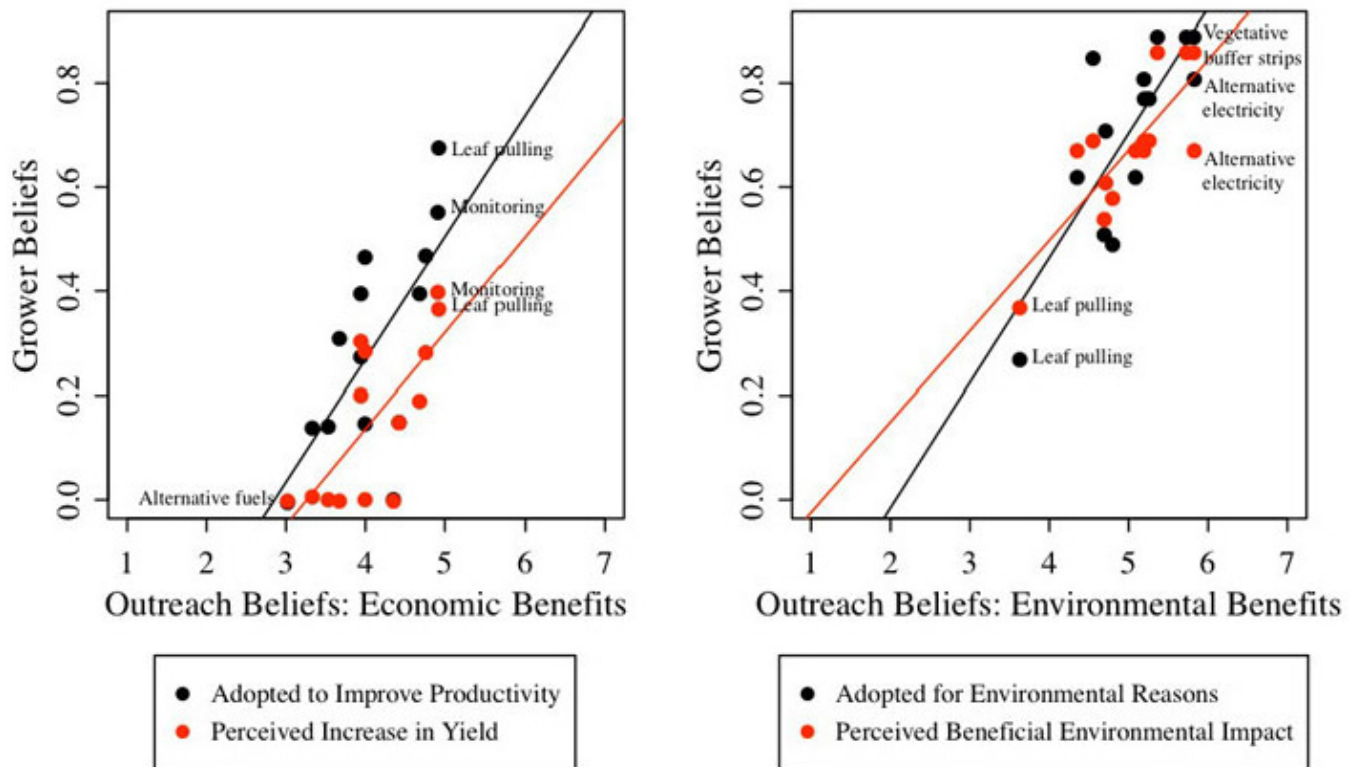 0.8
0.6
0.4
0.2
0.0
Grower Beliefs
Leaf pulling
Monitoring
Monitoring
Leaf pulling
Alternative fuels
1 2 3 4 5 6 7
Outreach Beliefs: Economic Benefits
Adopted to Improve Productivity
Perceived Increase in Yield
0.8
0.6
0.4
0.2
0.0
Grower Beliefs
Vegetative
buffer strips
Alternative
electricity
Alternative
electricity
Leaf pulling
Leaf pulling
1 2 3 4 5 6 7
Outreach Beliefs: Environmental Benefits
Adopted for Environmental Reasons
Perceived Beneficial Environmental Impact